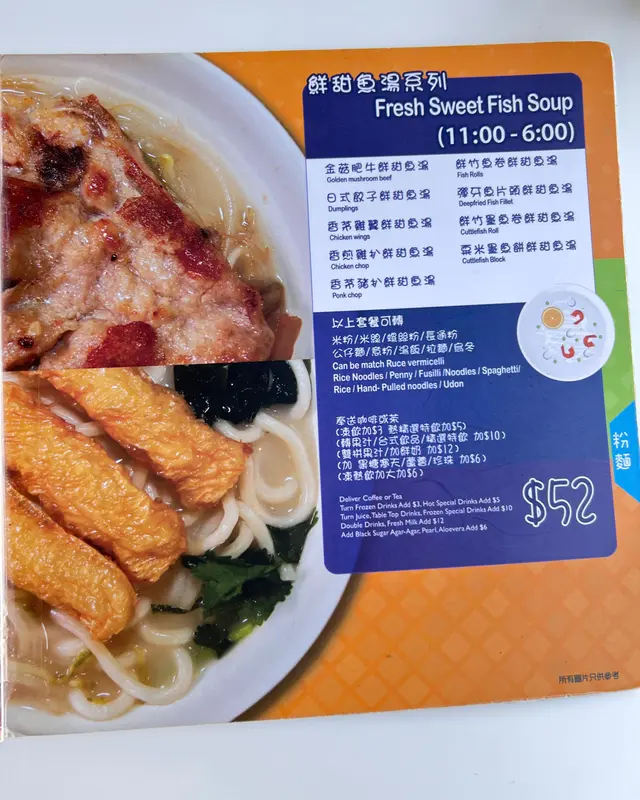 鮮甜魚湯系列
Fresh Sweet Fish Soup
(11:00 - 6:00)
金菇肥牛鮮甜魚湯
Golden mushroom beef
日式餃子鮮甜魚湯
Dumplings
香茅雞翼鮮甜魚湯
Chicken wings
香煎雞扒鮮甜魚湯
Chicken chop
香茅豬扒鮮甜魚湯
Ponk chop
鮮竹魚卷鮮甜魚湯
Fish Rolls
彈牙魚片頭鮮甜魚湯
Deepfried Fish Fillet
鮮竹墨魚卷鮮甜魚湯
Cuttlefish Roll
粟米墨魚餅鮮甜魚湯
Cuttlefish Block
以上套餐可轉
米粉/米線/蝴蝶粉/長通粉
公仔麵/意粉/湯飯/拉麵/烏冬
Can be match Ruce vermicelli
Rice Noodles / Penny / Fusilli /Noodles / Spaghetti/
Rice / Hand- Pulled noodles / Udon
奉送咖啡或茶
(凍飲加$3 熱精選特飲加$5)
(轉果汁/台式飲品/精選特飲 加$10)
(雙拼果汁/加鮮奶 加$12)
(加 黑糖寒天/蘆薈/珍珠 加$6)
(凍熱飲加大加$6)
Deliver Coffee or Tea
Turn Frozen Drinks Add $3, Hot Special Drinks Add $5
Turn Juice, Table Top Drinks, Frozen Special Drinks Add $10
Double Drinks, Fresh Milk Add $12
Add Black Sugar Agar-Agar, Pearl, Aloevera Add $6
$52
粉
麵
所有圖片只供參考